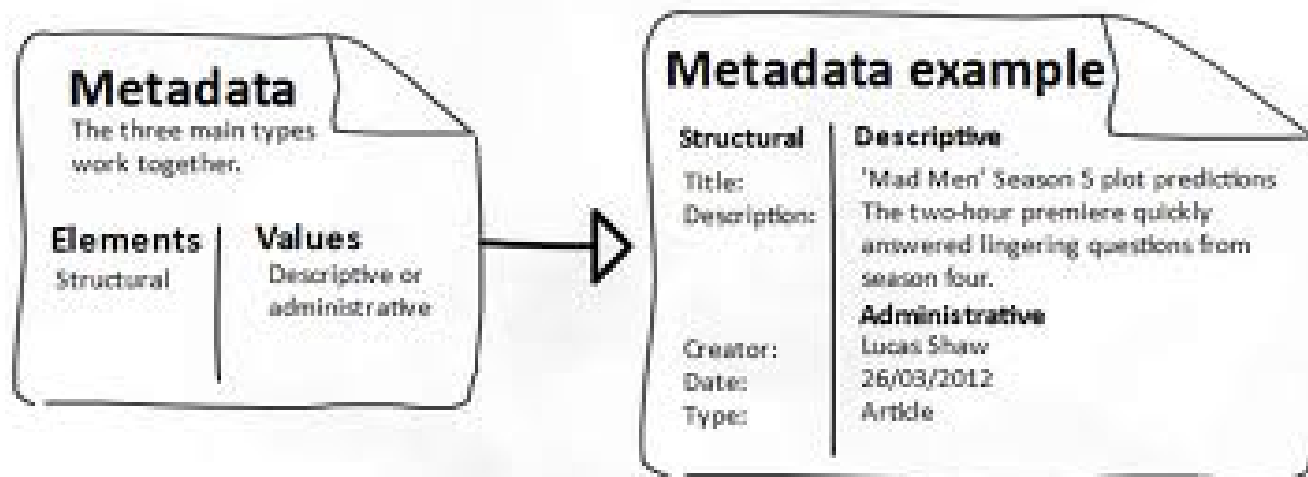 Metadata
The three main types
work together.
Elements
Values
Structural
Descriptive or
administrative
Metadata example
Structural
Descriptive
Title:
'Mad Men' Season 5 plot predictions
Description:
The two-hour premiere quickly
answered lingering questions from
season four.
Administrative
Creator:
Lucas Shaw
Date:
26/03/2012
Type:
Article